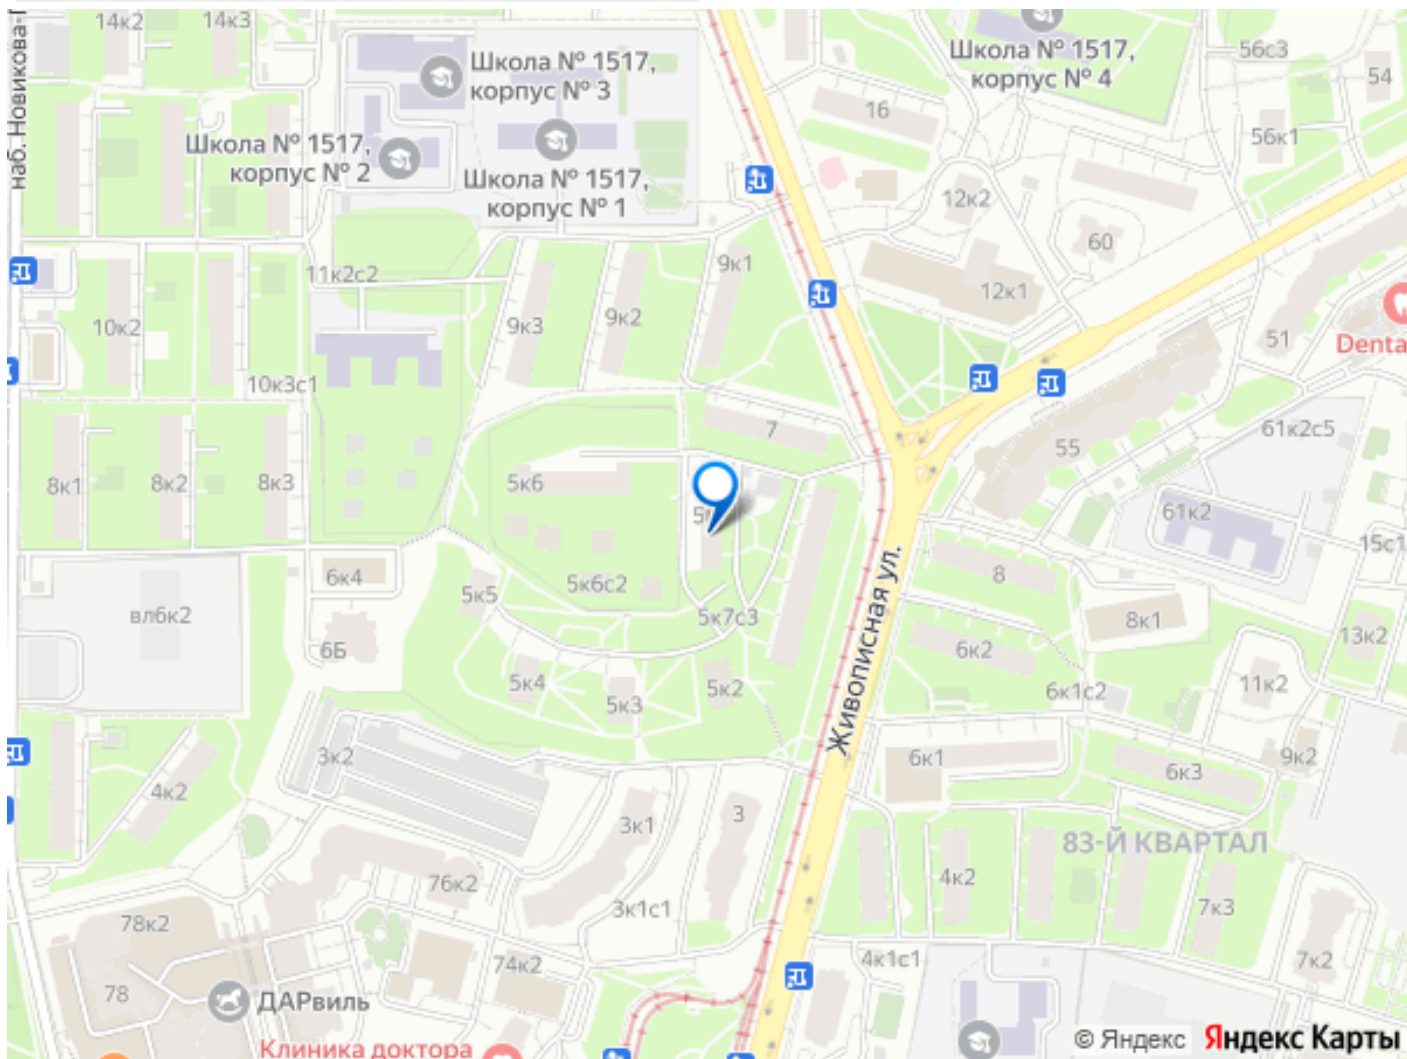 14к2
14к3
наб. Новикова-П
Школа № 1517,
корпус № 3
Школа № 1517,
корпус № 2
Школа № 1517,
корпус № 1
Школа № 1517,
корпус № 4
56с3
54
56к1
16
12к2
60
12к1
51
Denta
11к2с2
9к1
9к2
9к3
10к2
10к3с1
7
55
61к2с5
8к1
8к2
8к3
5к6
61к2
15с1
6к4
5к5
5к6с2
5к7с3
8
8к1
13к2
вл6к2
6Б
6к2
5к4
5к3
5к2
6к1с2
11к2
Живописная ул.
3к2
4к2
6к1
6к3
9к2
3к1
3
83-Й КВАРТАЛ
76к2
4к2
7к3
3к1с1
78к2
74к2
4к1с1
7к2
78
ДАРвиль
Клиника доктора
© Яндекс Яндекс Карты